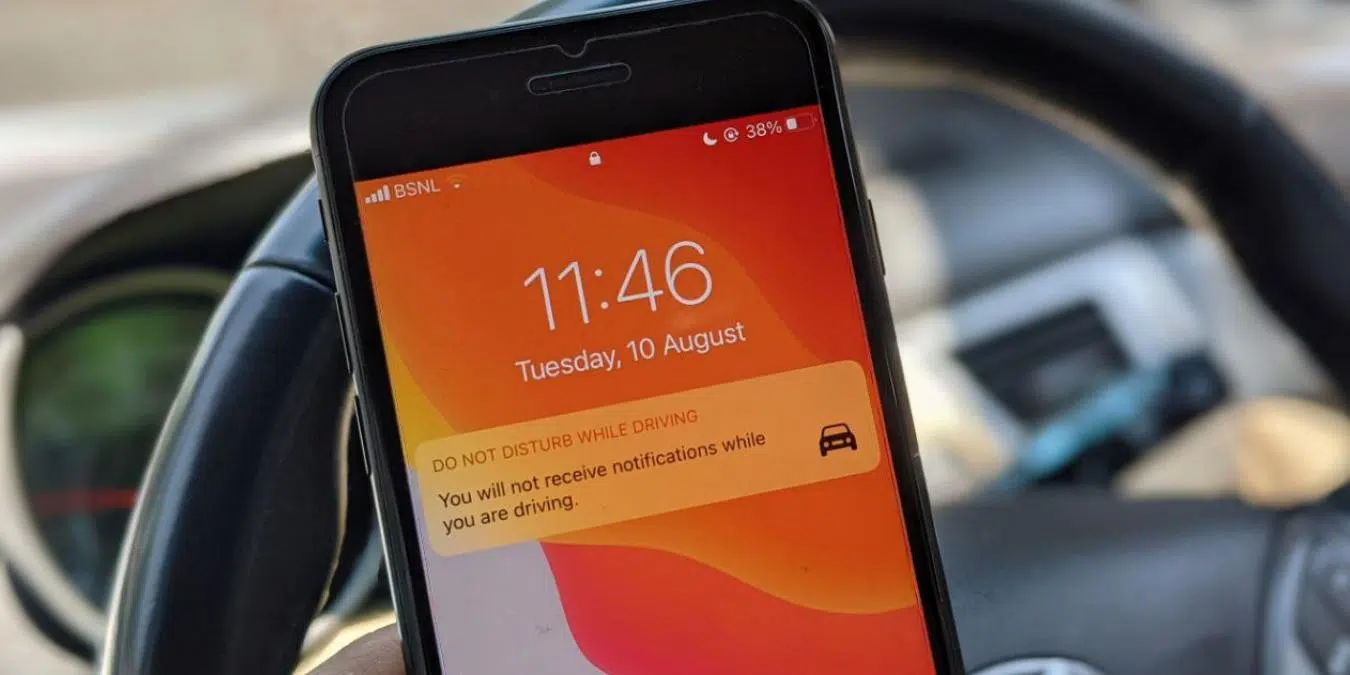 BSNL 38%
11:46
Tuesday, 10 August
DO NOT DISTURB WHILE DRIVING
You will not receive notifications while
you are driving.